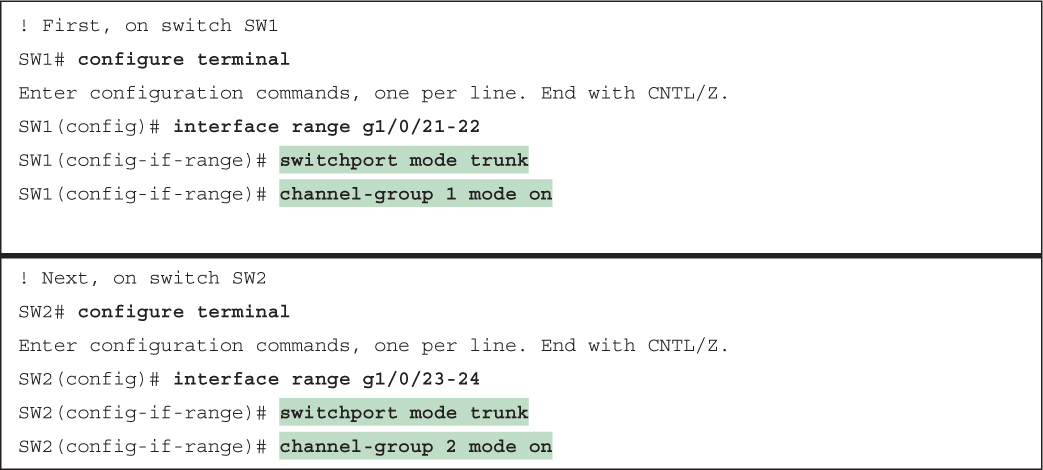 ! First, on switch SW1
SW1# configure terminal
Enter configuration commands, one per line. End with CNTL/Z.
SW1(config)# interface range g1/0/21-22
SW1(config-if-range)# switchport mode trunk
SW1(config-if-range)# channel-group 1 mode on
! Next, on switch SW2
SW2# configure terminal
Enter configuration commands, one per line. End with CNTL/Z.
SW2(config)# interface range g1/0/23-24
SW2(config-if-range)# switchport mode trunk
SW2(config-if-range)# channel-group 2 mode on